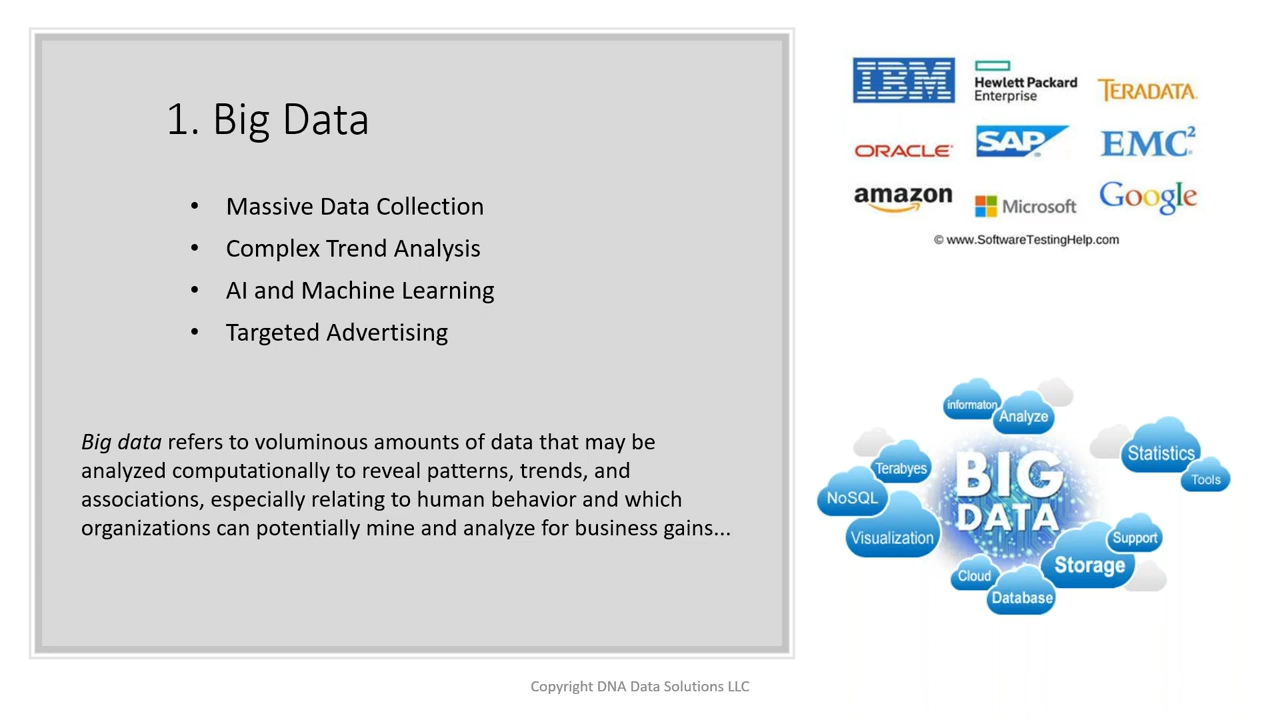 1. Big Data
• Massive Data Collection
• Complex Trend Analysis
• AI and Machine Learning
• Targeted Advertising
Big data refers to voluminous amounts of data that may be
analyzed computationally to reveal patterns, trends, and
associations, especially relating to human behavior and which
organizations can potentially mine and analyze for business gains...
IBM
Hewlett Packard
Enterprise
TERADATA
ORACLE
SAP
EMC²
amazon
Microsoft
Google
© www.SoftwareTestingHelp.com
informaton
Analyze
Statistics
Tools
Terabyes
NoSQL
Visualization
BIG
DATA
Support
Storage
Cloud
Database
Copyright DNA Data Solutions LLC